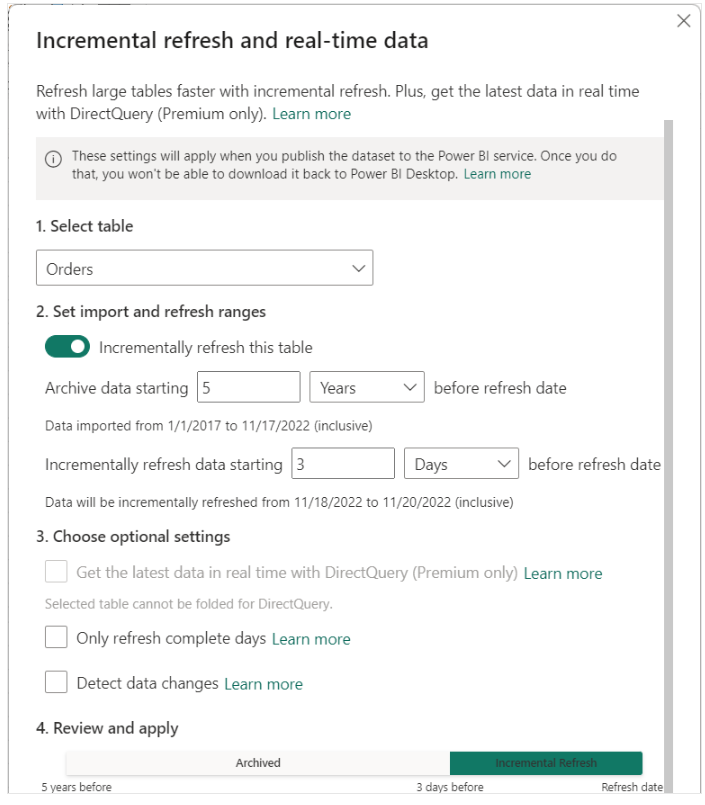 Incremental refresh and real-time data
Refresh large tables faster with incremental refresh. Plus, get the latest data in real time
with DirectQuery (Premium only). Learn more
These settings will apply when you publish the dataset to the Power BI service. Once you do
that, you won't be able to download it back to Power BI Desktop. Learn more
1. Select table
Orders
2. Set import and refresh ranges
Incrementally refresh this table
Archive data starting 5 Years before refresh date
Data imported from 1/1/2017 to 11/17/2022 (inclusive)
Incrementally refresh data starting 3 Days before refresh date
Data will be incrementally refreshed from 11/18/2022 to 11/20/2022 (inclusive)
3. Choose optional settings
Get the latest data in real time with DirectQuery (Premium only) Learn more
Selected table cannot be folded for DirectQuery.
Only refresh complete days Learn more
Detect data changes Learn more
4. Review and apply
Archived Incremental Refresh
5 years before 3 days before Refresh date